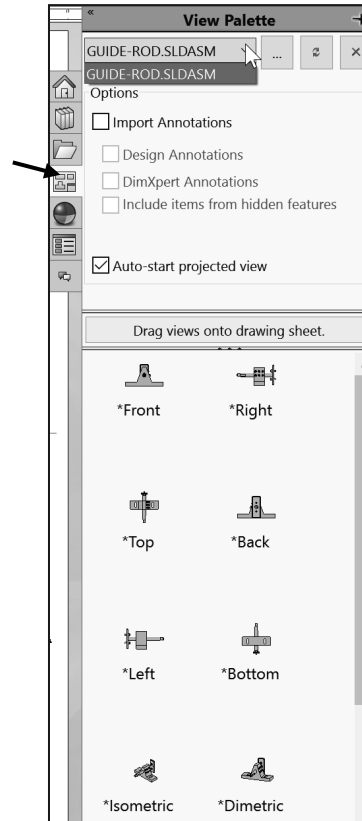 View Palette
GUIDE-ROD.SLDASM
...
GUIDE-ROD.SLDASM
Options
Import Annotations
Design Annotations
DimXpert Annotations
Include items from hidden features
Auto-start projected view
Drag views onto drawing sheet.
*Front *Right
*Top *Back
*Left *Bottom
*Isometric *Dimetric